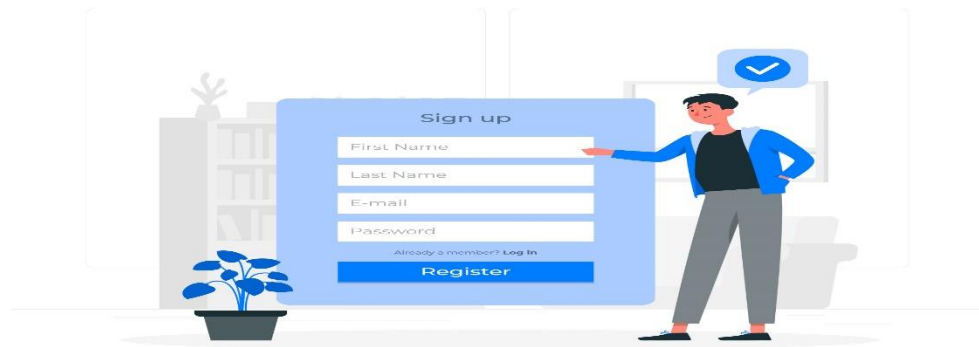 Sign up
First Name
Last Name
E-mail
Password
Already a member? Log In
Register